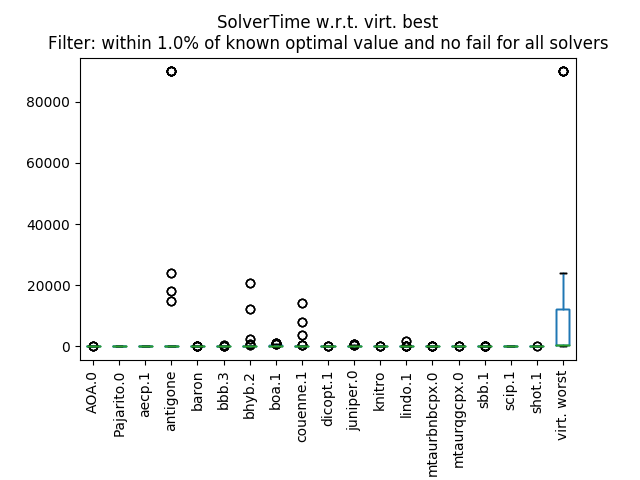 SolverTime w.r.t. virt. best
Filter: within 1.0% of known optimal value and no fail for all solvers
80000
60000
40000
20000
0
AOA.0
Pajarito.0
aecp.1
antigone
baron
bbb.3
bhyb.2
boa.1
couenne.1
dicopt.1
juniper.0
knitro
lindo.1
mtaurbnbcpx.0
mtaurqgcpx.0
sbb.1
scip.1
shot.1
virt. worst